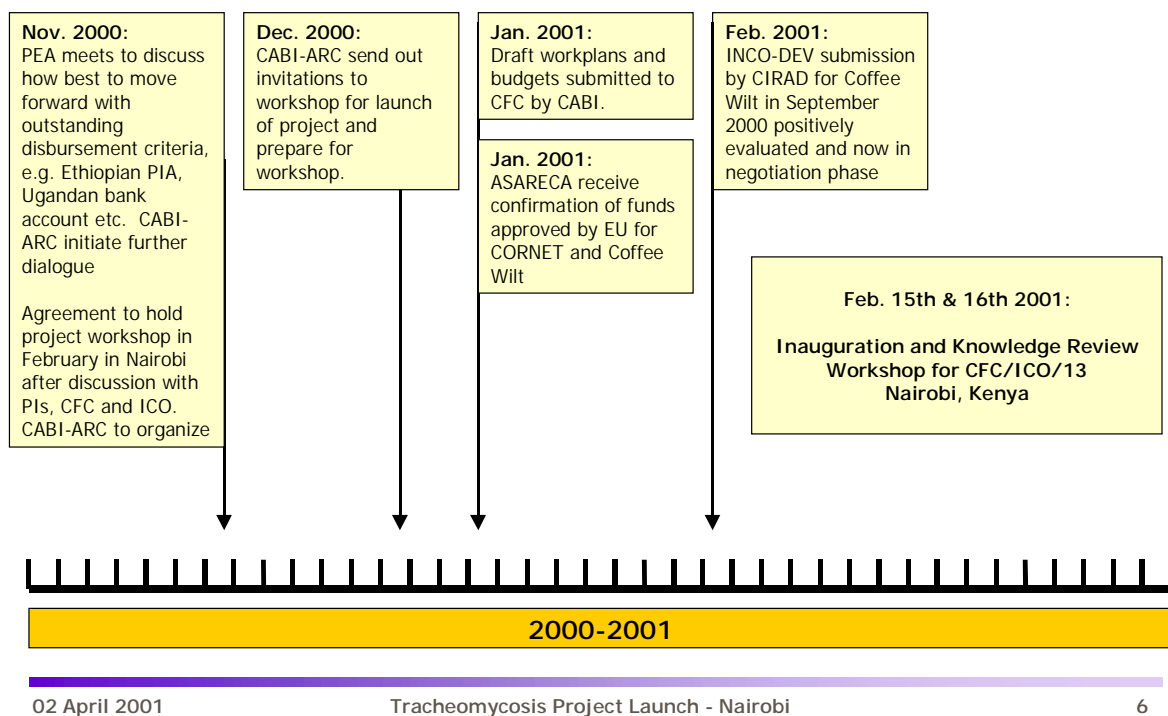 Nov. 2000:
PEA meets to discuss
how best to move
forward with
outstanding
disbursement criteria,
e.g. Ethiopian PIA,
Ugandan bank
account etc.  CABI-
ARC initiate further
dialogue
Agreement to hold
project workshop in
February in Nairobi
after discussion with
PIs, CFC and ICO.
CABI-ARC to organize
Dec. 2000:
CABI-ARC send out
invitations to
workshop for launch
of project and
prepare for
workshop.
Jan. 2001:
Draft workplans and
budgets submitted to
CFC by CABI.
Jan. 2001:
ASARECA receive
confirmation of funds
approved by EU for
CORNET and Coffee
Wilt
Feb. 2001:
INCO-DEV submission
by CIRAD for Coffee
Wilt in September
2000 positively
evaluated and now in
negotiation phase
Feb. 15th & 16th 2001:
Inauguration and Knowledge Review
Workshop for CFC/ICO/13
Nairobi, Kenya
2000-2001
02 April 2001
Tracheomycosis Project Launch - Nairobi
6